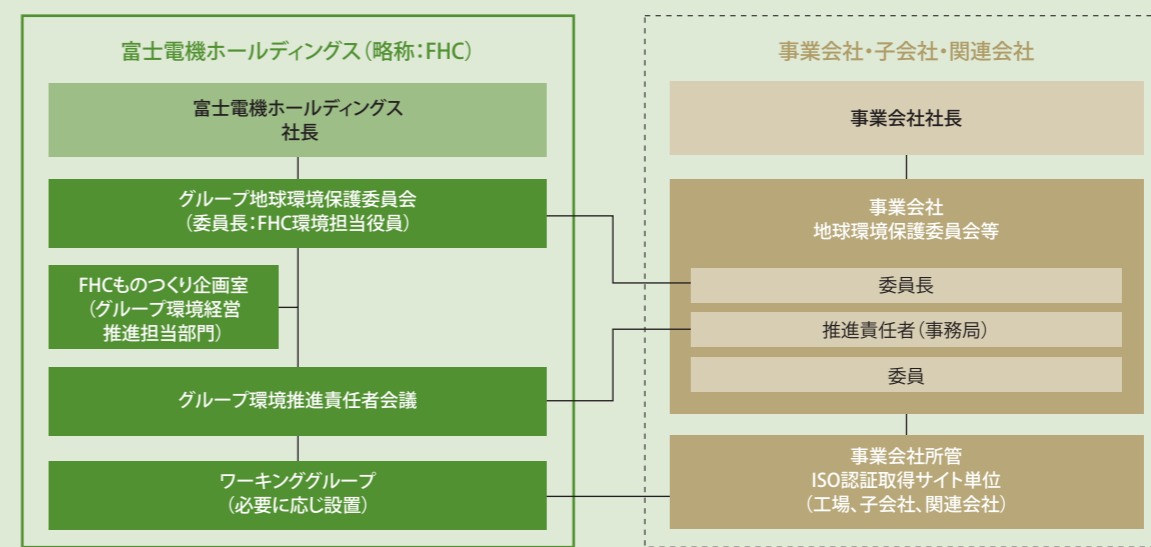 富士電機ホールディングス（略称：FHC）
富士電機ホールディングス
社長
グループ地球環境保護委員会
（委員長：FHC環境担当役員）
FHCものつくり企画室
（グループ環境経営
推進担当部門）
グループ環境推進責任者会議
ワーキンググループ
（必要に応じ設置）
事業会社・子会社・関連会社
事業会社社長
事業会社
地球環境保護委員会等
委員長
推進責任者（事務局）
委員
事業会社所管
ISO認証取得サイト単位
（工場、子会社、関連会社）